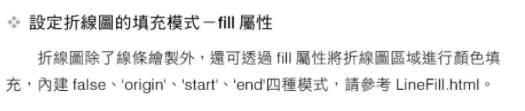 ❖ 設定折線圖的填充模式－fill 屬性
折線圖除了線條繪製外，還可透過 fill 屬性將折線圖區域進行顏色填
充，內建 false、'origin'、'start'、'end'四種模式，請參考 LineFill.html。